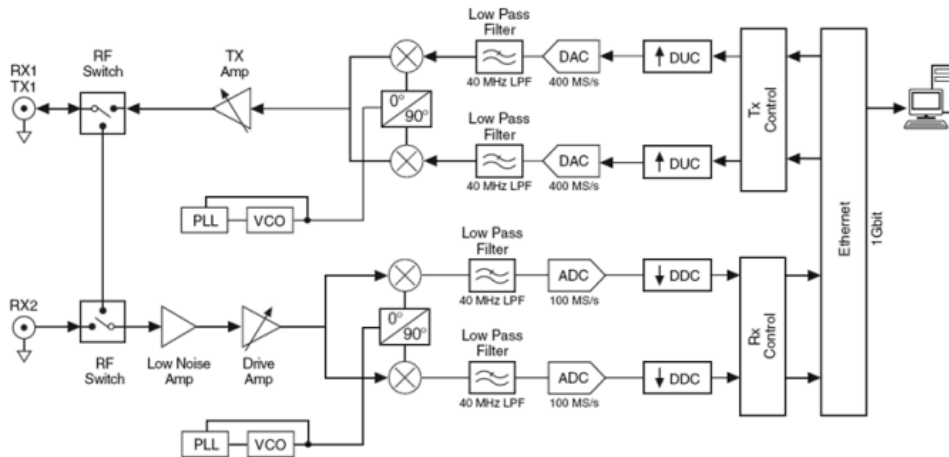 RX1
TX1
RF
Switch
TX
Amp
0°
90°
Low Pass
Filter
40 MHz LPF
DAC
400 MS/s
DUC
Low Pass
Filter
40 MHz LPF
DAC
400 MS/s
DUC
Tx
Control
PLL
VCO
Ethernet
1Gbit
RX2
RF
Switch
Low Noise
Amp
Drive
Amp
0°
90°
Low Pass
Filter
40 MHz LPF
ADC
100 MS/s
DDC
Low Pass
Filter
40 MHz LPF
ADC
100 MS/s
DDC
Rx
Control
PLL
VCO